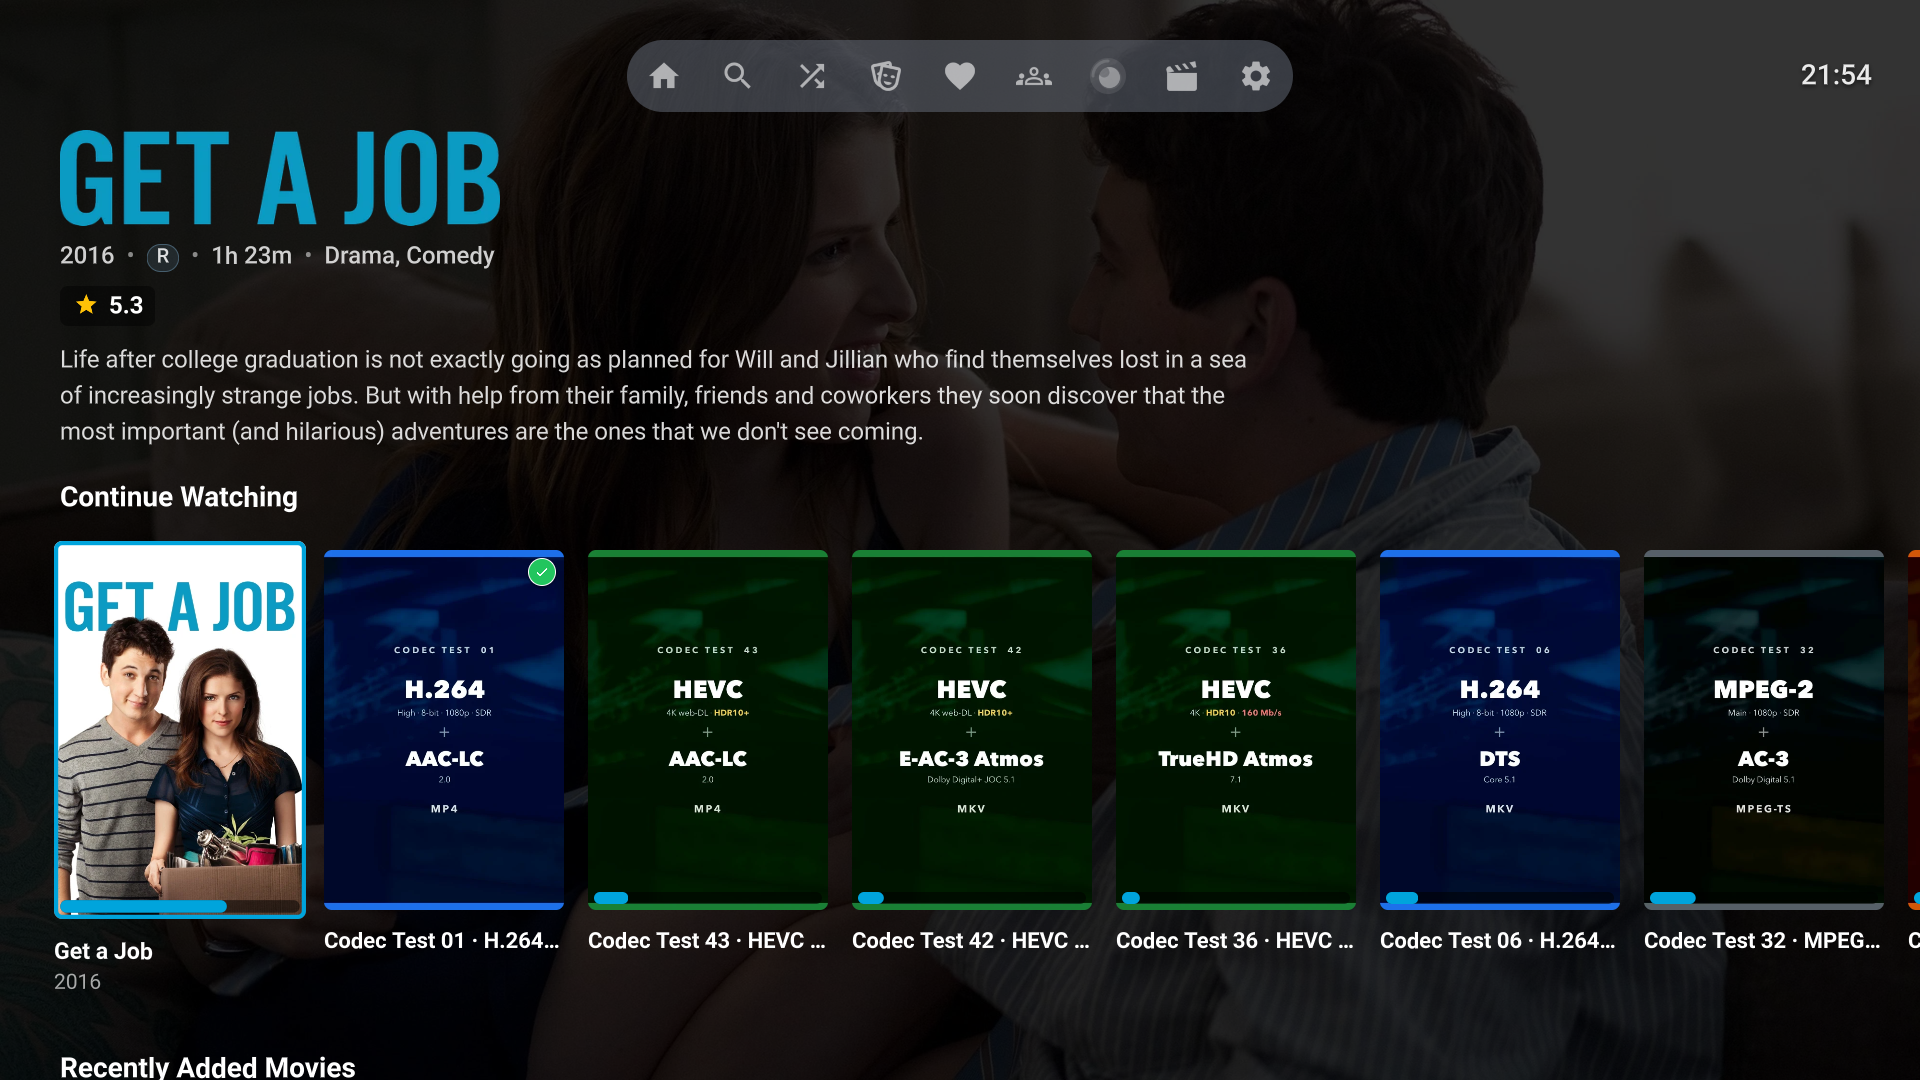 21:54
GET A JOB
2016 • R • 1h 23m • Drama, Comedy
5.3
Life after college graduation is not exactly going as planned for Will and Jillian who find themselves lost in a sea
of increasingly strange jobs. But with help from their family, friends and coworkers they soon discover that the
most important (and hilarious) adventures are the ones that we don't see coming.
Continue Watching
GET A JOB
Get a Job
2016
CODEC TEST 01
H.264
High · 8-bit · 1080p · SDR
+
AAC-LC
2.0
MP4
Codec Test 01 · H.264...
CODEC TEST 43
HEVC
4K web-DL · HDR10+
+
AAC-LC
2.0
MP4
Codec Test 43 · HEVC ...
CODEC TEST 42
HEVC
4K web-DL · HDR10+
+
E-AC-3 Atmos
Dolby Digital+ JOC 5.1
MKV
Codec Test 42 · HEVC ...
CODEC TEST 36
HEVC
4K · HDR10 · 160 Mb/s
+
TrueHD Atmos
7.1
MKV
Codec Test 36 · HEVC ...
CODEC TEST 06
H.264
High · 8-bit · 1080p · SDR
+
DTS
Core 5.1
MKV
Codec Test 06 · H.264...
CODEC TEST 32
MPEG-2
Main · 1080p · SDR
+
AC-3
Dolby Digital 5.1
MPEG-TS
Codec Test 32 · MPEG...
C
Recently Added Movies